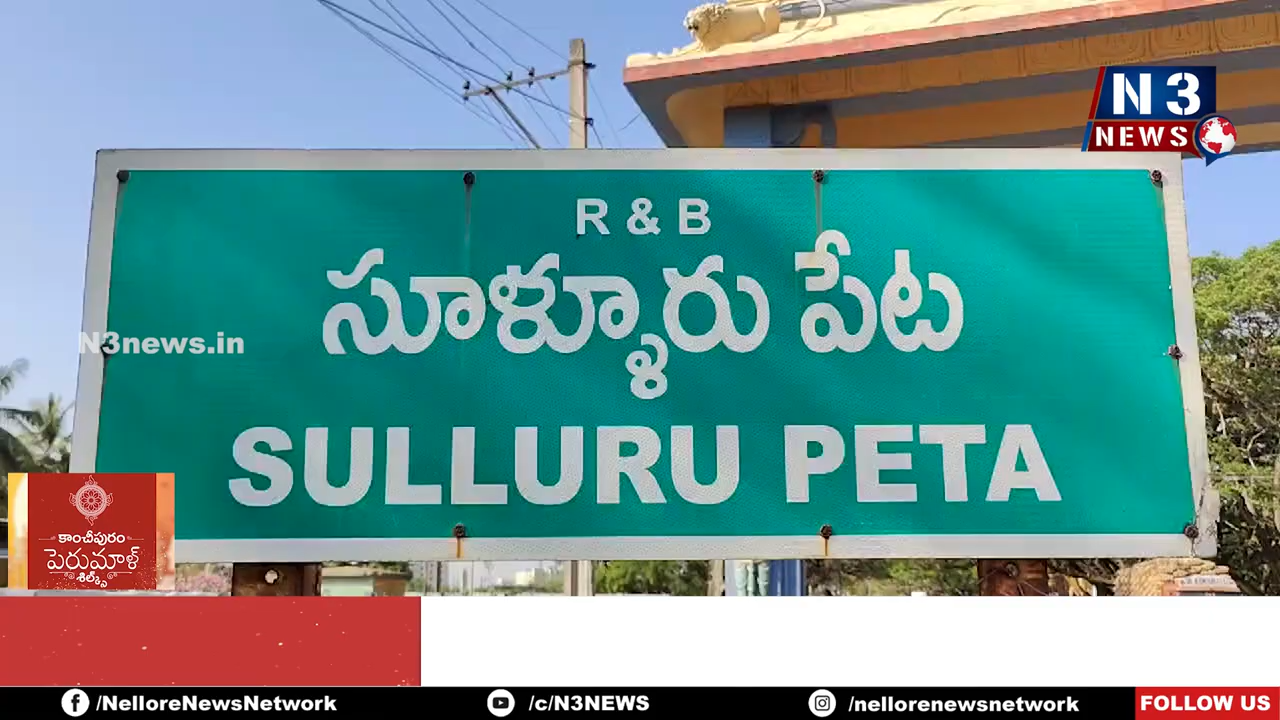 N3
NEWS
R & B
సూళ్ళూరు పేట
N3news.in
SULLURU PETA
కాంచీపురం
పెరుమాళ్
శిల్క్స్
/NelloreNewsNetwork
/c/N3NEWS
/nellorenewsnetwork
FOLLOW US